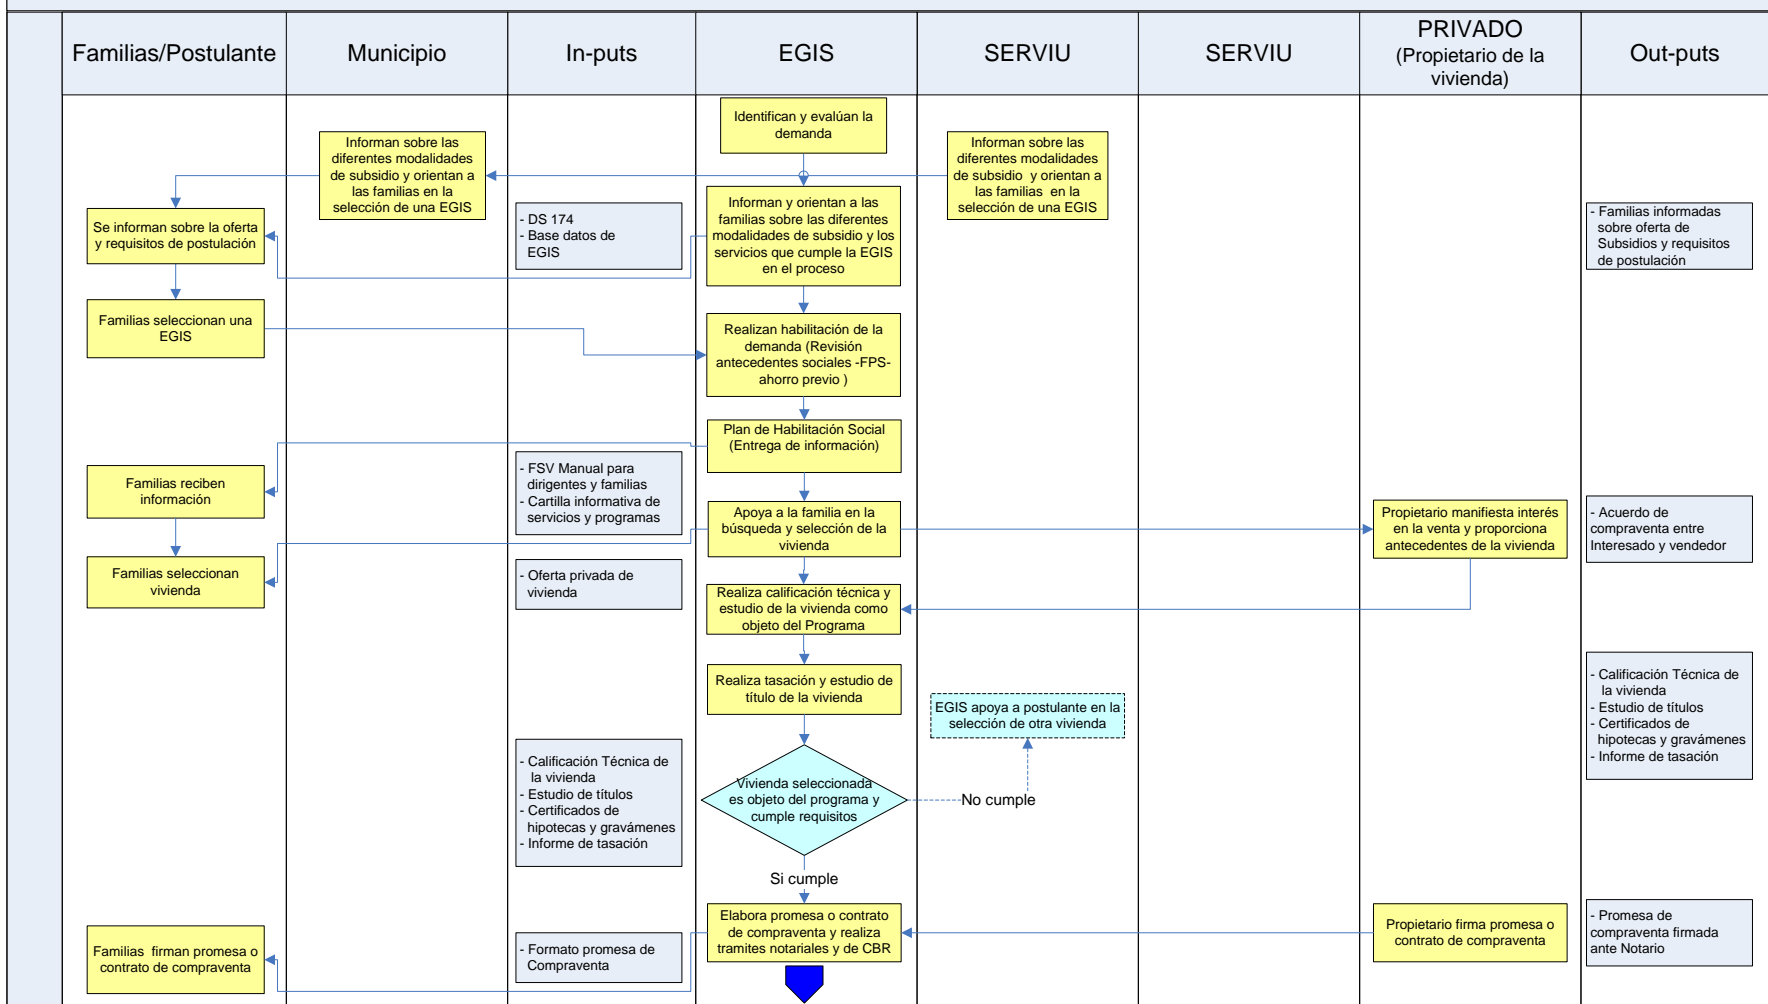 Familias/Postulante
Municipio
In-puts
EGIS
SERVIU
SERVIU
PRIVADO
(Propietario de la
vivienda)
Out-puts
Identifican y evalúan la
demanda
Informan sobre las
diferentes modalidades
de subsidio y orientan a
las familias en la
selección de una EGIS
Informan sobre las
diferentes modalidades
de subsidio  y orientan a
las familias  en la
selección de una EGIS
Se informan sobre la oferta
y requisitos de postulación
- DS 174
- Base datos de
EGIS
Informan y orientan a las
familias sobre las diferentes
modalidades de subsidio y los
servicios que cumple la EGIS
en el proceso
- Familias informadas
sobre oferta de
Subsidios y requisitos
de postulación
Familias seleccionan una
EGIS
Realizan habilitación de la
demanda (Revisión
antecedentes sociales -FPS-
ahorro previo )
Plan de Habilitación Social
(Entrega de información)
Familias reciben
información
- FSV Manual para
dirigentes y familias
- Cartilla informativa de
servicios y programas
Apoya a la familia en la
búsqueda y selección de la
vivienda
Propietario manifiesta interés
en la venta y proporciona
antecedentes de la vivienda
- Acuerdo de
compraventa entre
Interesado y vendedor
Familias seleccionan
vivienda
- Oferta privada de
vivienda
Realiza calificación técnica y
estudio de la vivienda como
objeto del Programa
Realiza tasación y estudio de
título de la vivienda
EGIS apoya a postulante en la
selección de otra vivienda
- Calificación Técnica de
la vivienda
- Estudio de títulos
- Certificados de
hipotecas y gravámenes
- Informe de tasación
- Calificación Técnica de
la vivienda
- Estudio de títulos
- Certificados de
hipotecas y gravámenes
- Informe de tasación
Vivienda seleccionada
es objeto del programa y
cumple requisitos
No cumple
Si cumple
Familias  firman promesa o
contrato de compraventa
- Formato promesa de
Compraventa
Elabora promesa o contrato
de compraventa y realiza
tramites notariales y de CBR
Propietario firma promesa o
contrato de compraventa
- Promesa de
compraventa firmada
ante Notario